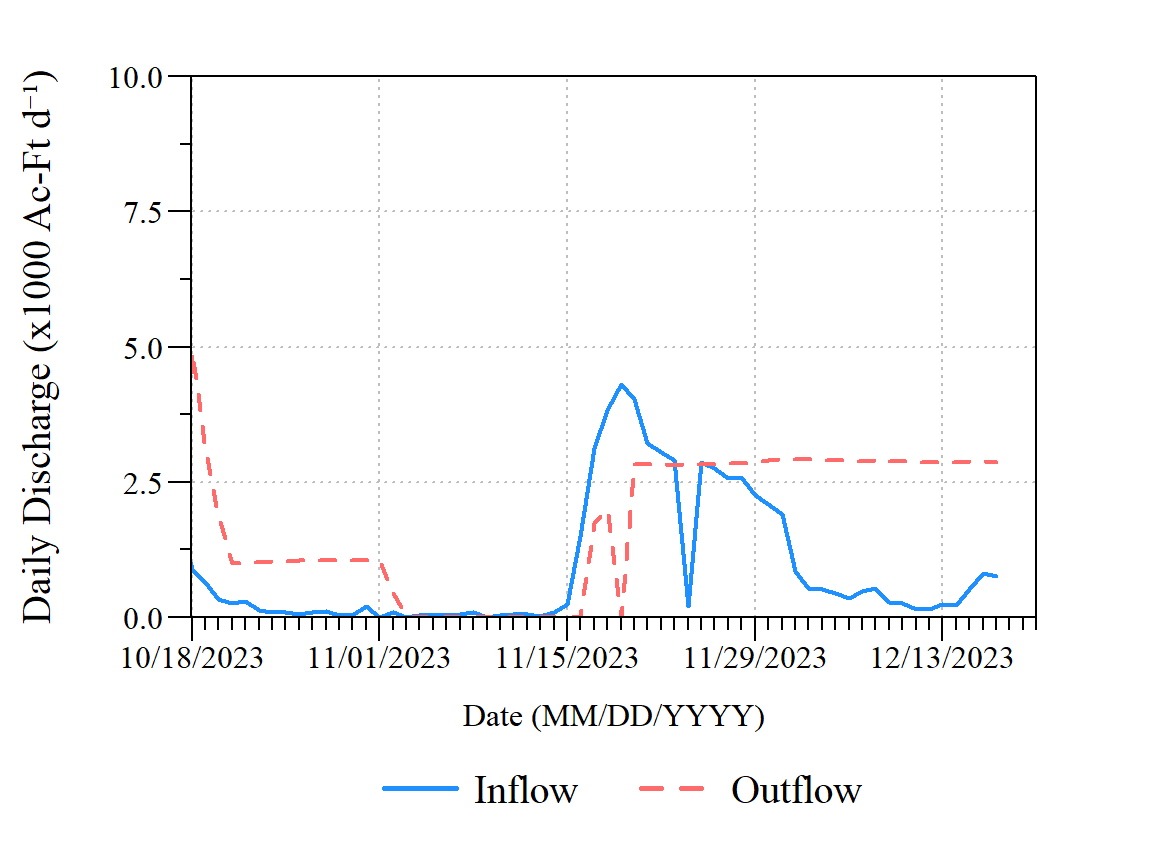 Daily Discharge (x1000 Ac-Ft d⁻¹)
10.0
7.5
5.0
2.5
0.0
10/18/2023 11/01/2023 11/15/2023 11/29/2023 12/13/2023
Date (MM/DD/YYYY)
Inflow Outflow